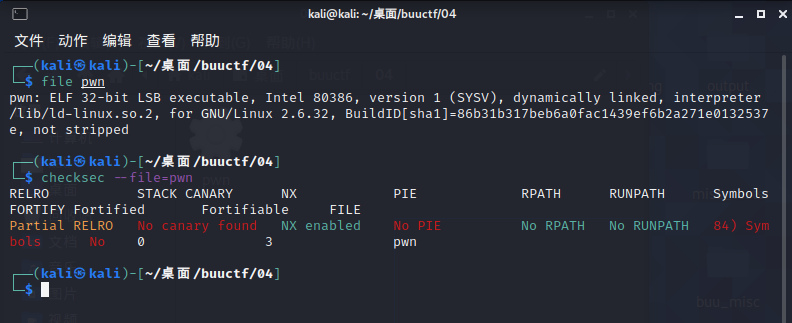 kali@kali: ~/桌面/buuctf/04
文件 动作 编辑 查看 帮助
┌──(kali㉿kali)-[~/桌面/buuctf/04]
└─$ file pwn
pwn: ELF 32-bit LSB executable, Intel 80386, version 1 (SYSV), dynamically linked, interpreter
/lib/ld-linux.so.2, for GNU/Linux 2.6.32, BuildID[sha1]=86b31b317beb6a0fac1439ef6b2a271e0132537
e, not stripped
┌──(kali㉿kali)-[~/桌面/buuctf/04]
└─$ checksec --file=pwn
RELRO STACK CANARY NX PIE RPATH RUNPATH Symbols
FORTIFY Fortified Fortifiable FILE
Partial RELRO No canary found NX enabled No PIE No RPATH No RUNPATH 84) Sym
bols No 0 3 pwn
┌──(kali㉿kali)-[~/桌面/buuctf/04]
└─$
buu_misc